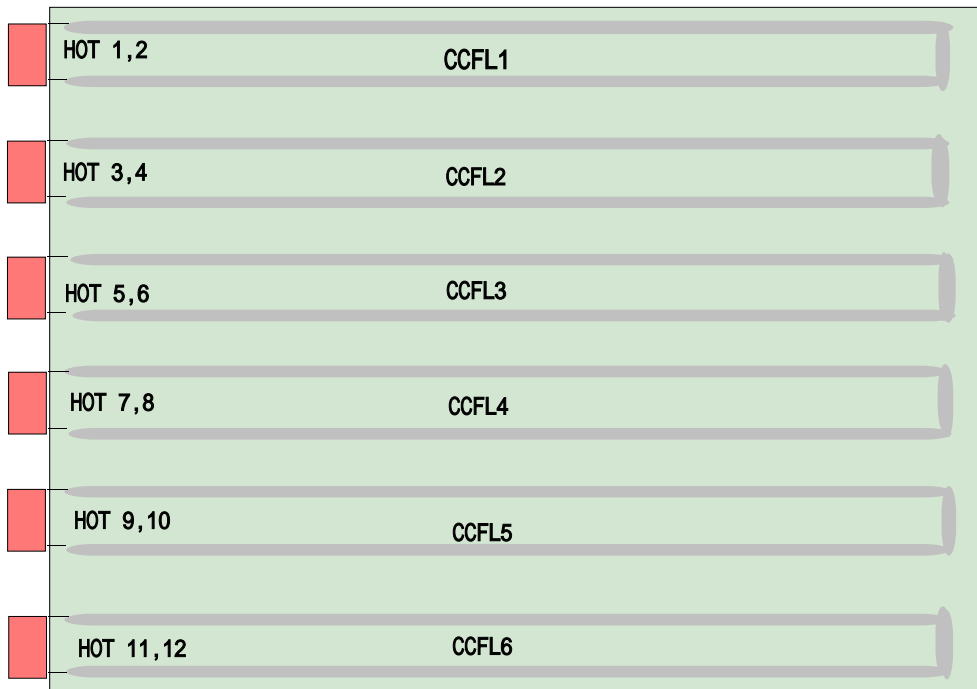 HOT 1,2
CCFL1
HOT 3,4
CCFL2
HOT 5,6
CCFL3
HOT 7,8
CCFL4
HOT 9,10
CCFL5
HOT 11,12
CCFL6